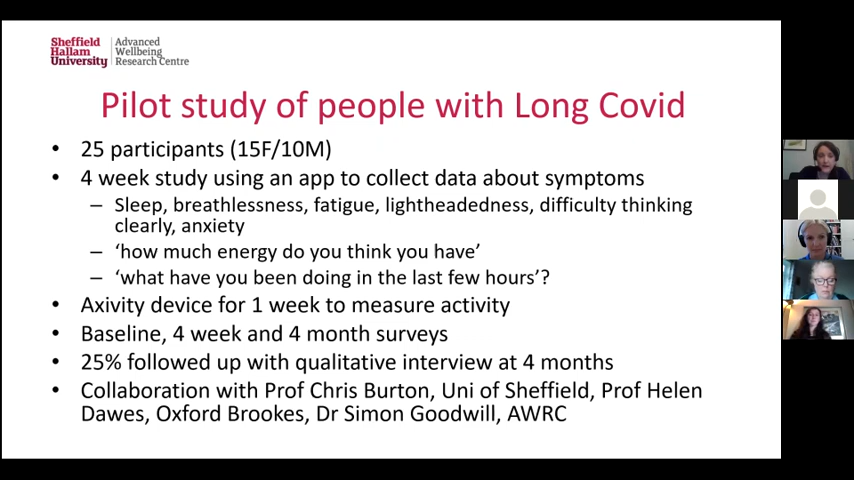 Sheffield
Hallam
University
Advanced
Wellbeing
Research Centre
Pilot study of people with Long Covid
• 25 participants (15F/10M)
• 4 week study using an app to collect data about symptoms
– Sleep, breathlessness, fatigue, lightheadedness, difficulty thinking
clearly, anxiety
– ‘how much energy do you think you have’
– ‘what have you been doing in the last few hours’?
• Axivity device for 1 week to measure activity
• Baseline, 4 week and 4 month surveys
• 25% followed up with qualitative interview at 4 months
• Collaboration with Prof Chris Burton, Uni of Sheffield, Prof Helen
Dawes, Oxford Brookes, Dr Simon Goodwill, AWRC